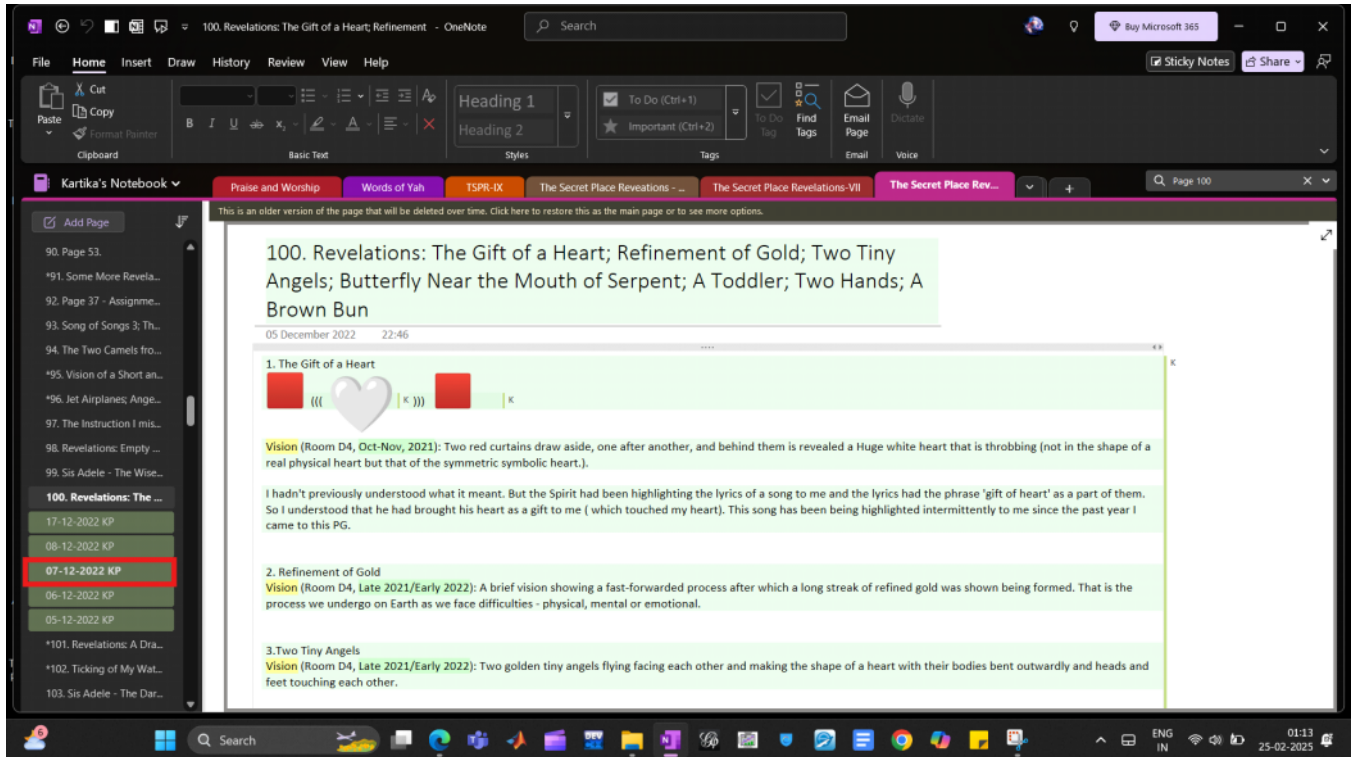 100. Revelations: The Gift of a Heart; Refinement - OneNote
Search
Buy Microsoft 365
File Home Insert Draw History Review View Help
Sticky Notes
Share
Paste
Cut
Copy
Format Painter
Clipboard
B I U ab x A
Basic Text
Heading 1
Heading 2
Styles
To Do (Ctrl+1)
Important (Ctrl+2)
To Do Tag
Find Tags
Tags
Email Page
Email
Dictate
Voice
Kartika's Notebook
Praise and Worship
Words of Yah
TSPR-IX
The Secret Place Reveations - ...
The Secret Place Revelations-VII
The Secret Place Rev...
+
Page 100
Add Page
This is an older version of the page that will be deleted over time. Click here to restore this as the main page or to see more options.
90. Page 53.
*91. Some More Revela...
92. Page 37 - Assignme...
93. Song of Songs 3; Th...
94. The Two Camels fro...
*95. Vision of a Short an...
*96. Jet Airplanes; Ange...
97. The Instruction I mis...
98. Revelations: Empty ...
99. Sis Adele - The Wise...
100. Revelations: The ...
17-12-2022 KP
08-12-2022 KP
07-12-2022 KP
06-12-2022 KP
05-12-2022 KP
*101. Revelations: A Dra...
*102. Ticking of My Wat...
103. Sis Adele - The Dar...
100. Revelations: The Gift of a Heart; Refinement of Gold; Two Tiny
Angels; Butterfly Near the Mouth of Serpent; A Toddler; Two Hands; A
Brown Bun
05 December 2022 22:46
1. The Gift of a Heart
K
((( K ))) K
Vision (Room D4, Oct-Nov, 2021): Two red curtains draw aside, one after another, and behind them is revealed a Huge white heart that is throbbing (not in the shape of a
real physical heart but that of the symmetric symbolic heart.).
I hadn't previously understood what it meant. But the Spirit had been highlighting the lyrics of a song to me and the lyrics had the phrase 'gift of heart' as a part of them.
So I understood that he had brought his heart as a gift to me ( which touched my heart). This song has been being highlighted intermittently to me since the past year I
came to this PG.
2. Refinement of Gold
Vision (Room D4, Late 2021/Early 2022): A brief vision showing a fast-forwarded process after which a long streak of refined gold was shown being formed. That is the
process we undergo on Earth as we face difficulties - physical, mental or emotional.
3.Two Tiny Angels
Vision (Room D4, Late 2021/Early 2022): Two golden tiny angels flying facing each other and making the shape of a heart with their bodies bent outwardly and heads and
feet touching each other.
6
Search
DEV
ENG
IN
01:13
25-02-2025